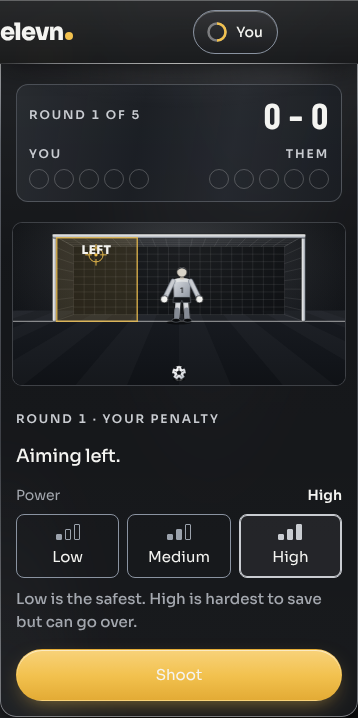 elevn.
You
ROUND 1 OF 5
0 – 0
YOU
THEM
LEFT
1
ROUND 1 · YOUR PENALTY
Aiming left.
Power
High
Low
Medium
High
Low is the safest. High is hardest to save
but can go over.
Shoot